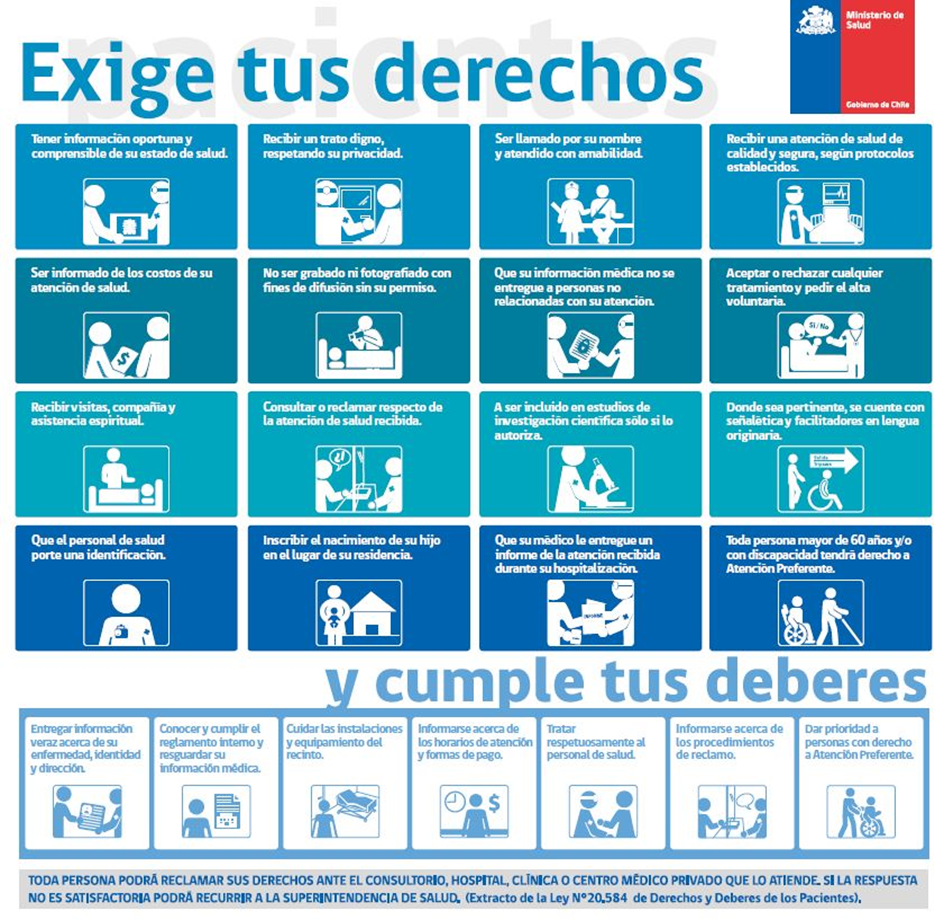 pacientes
Exige tus derechos
Ministerio de
Salud
Gobierno de Chile
Tener información oportuna y
comprensible de su estado de salud.
Recibir un trato digno,
respetando su privacidad.
Ser llamado por su nombre
y atendido con amabilidad.
Recibir una atención de salud de
calidad y segura, según protocolos
establecidos.
Ser informado de los costos de su
atención de salud.
$
No ser grabado ni fotografiado con
fines de difusión sin su permiso.
Que su información médica no se
entregue a personas no
relacionadas con su atención.
Aceptar o rechazar cualquier
tratamiento y pedir el alta
voluntaria.
Si / No
Recibir visitas, compañía y
asistencia espiritual.
Consultar o reclamar respecto de
la atención de salud recibida.
A ser incluido en estudios de
investigación científica sólo si lo
autoriza.
Donde sea pertinente, se cuente con
señalética y facilitadores en lengua
originaria.
Que el personal de salud
porte una identificación.
Inscribir el nacimiento de su hijo
en el lugar de su residencia.
Que su médico le entregue un
informe de la atención recibida
durante su hospitalización.
INFORME
Toda persona mayor de 60 años y/o
con discapacidad tendrá derecho a
Atención Preferente.
y cumple tus deberes
Entregar información
veraz acerca de su
enfermedad, identidad
y dirección.
Conocer y cumplir el
reglamento interno y
resguardar su
información médica.
Cuidar las instalaciones
y equipamiento del
recinto.
Informarse acerca de
los horarios de atención
y formas de pago.
$
Tratar
respetuosamente al
personal de salud.
Informarse acerca de
los procedimientos
de reclamo.
Dar prioridad a
personas con derecho
a Atención Preferente.
TODA PERSONA PODRÁ RECLAMAR SUS DERECHOS ANTE EL CONSULTORIO, HOSPITAL, CLÍNICA O CENTRO MÉDICO PRIVADO QUE LO ATIENDE. SI LA RESPUESTA
NO ES SATISFACTORIA PODRÁ RECURRIR A LA SUPERINTENDENCIA DE SALUD. (Extracto de la Ley Nº20.584 de Derechos y Deberes de los Pacientes).